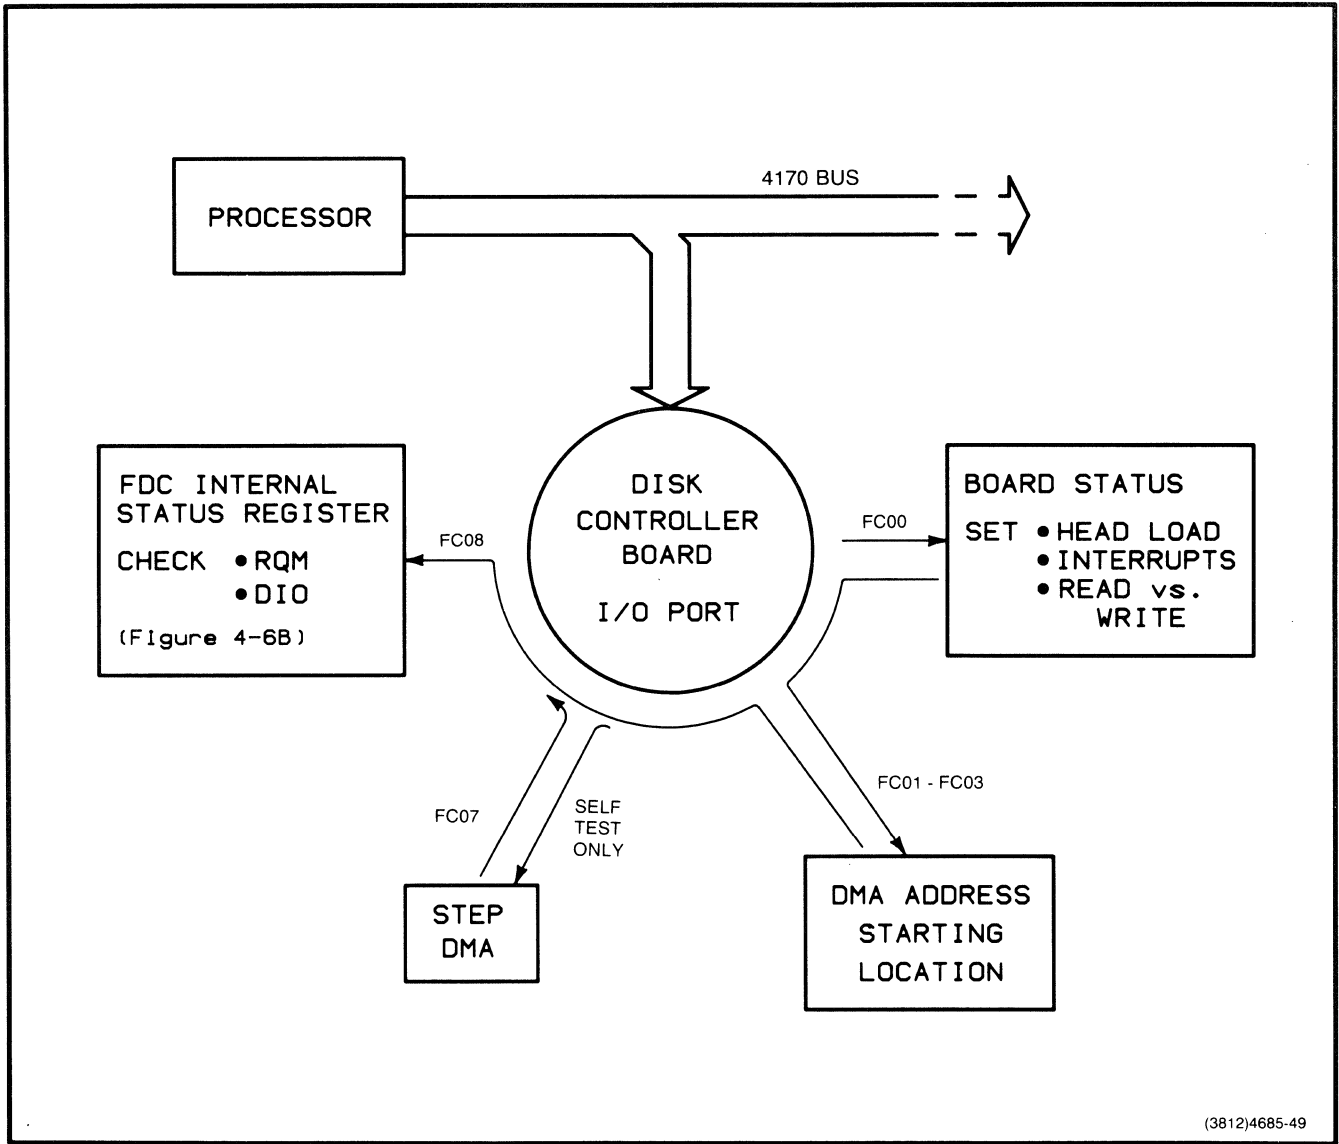 4170 BUS
PROCESSOR
DISK
CONTROLLER
BOARD
I/O PORT
FDC INTERNAL
STATUS REGISTER
CHECK • RQM
• DIO
(FIgure 4-6B)
FC08
FC00
BOARD STATUS
SET • HEAD LOAD
• INTERRUPTS
• READ vs.
WRITE
FC07
SELF
TEST
ONLY
FC01 - FC03
STEP
DMA
DMA ADDRESS
STARTING
LOCATION
(3812)4685-49